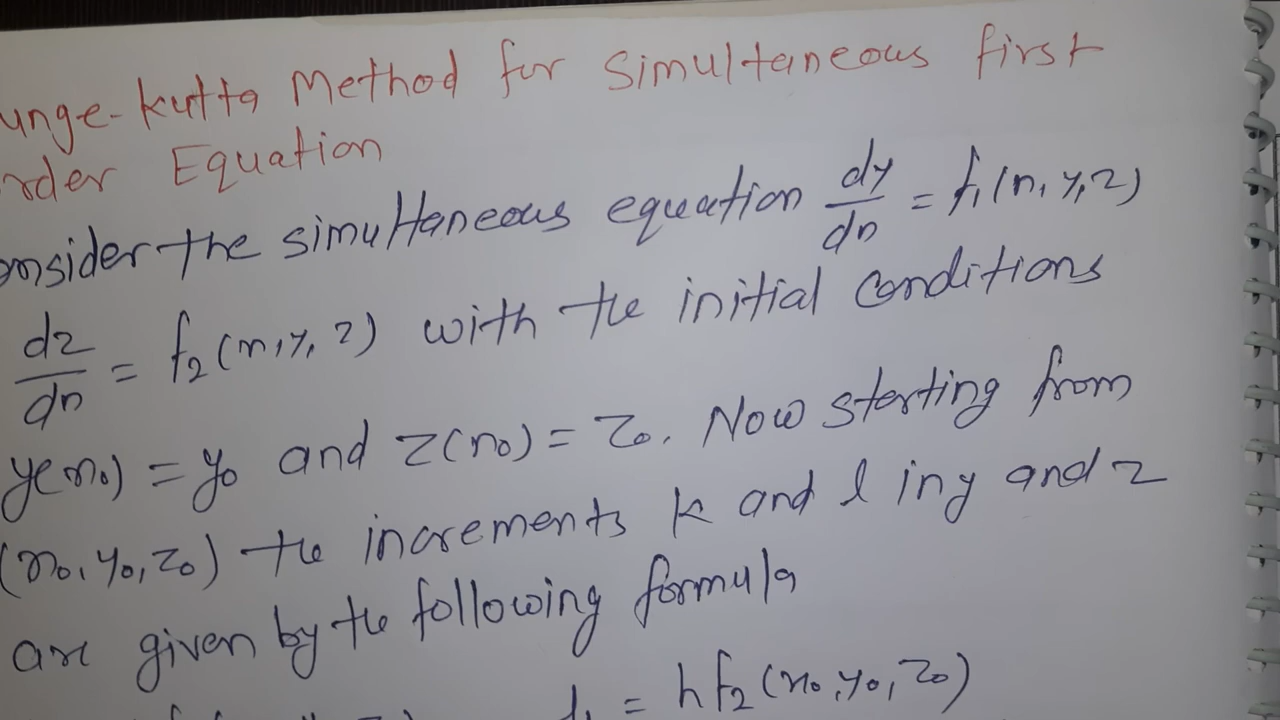 unge-kutta Method for Simultaneous first
rder Equation
onsider the simultaneous equation dy/dn = f₁(n, y, z)
dz/dn = f₂(n, y, z) with the initial conditions
y(n₀) = y₀ and z(n₀) = z₀. Now starting from
(n₀, y₀, z₀) the increments k and l in y and z
are given by the following formula
l₁ = hf₂(n₀, y₀, z₀)